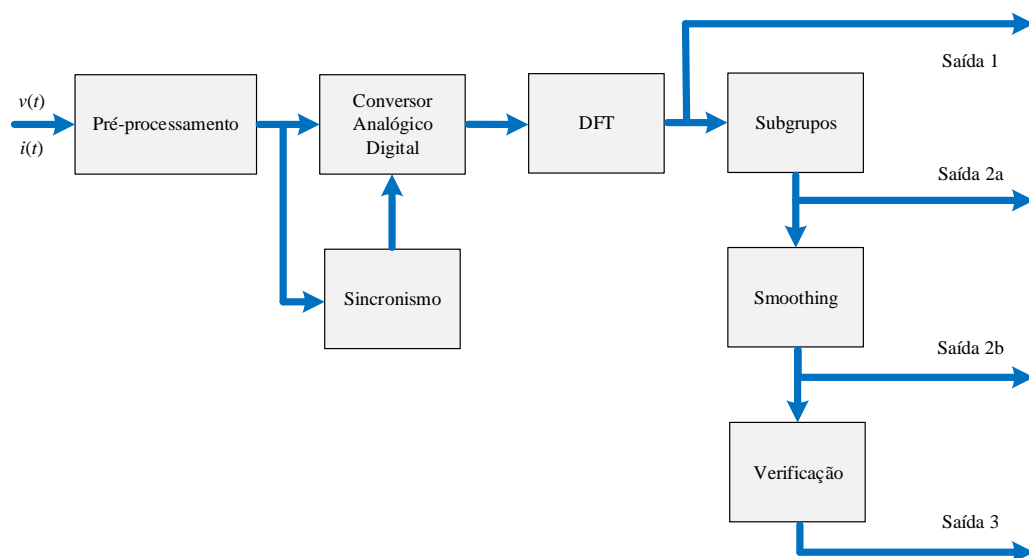 v(t)
i(t)
Pré-processamento
Conversor
Analógico
Digital
Sincronismo
DFT
Subgrupos
Saída 1
Saída 2a
Smoothing
Saída 2b
Verificação
Saída 3